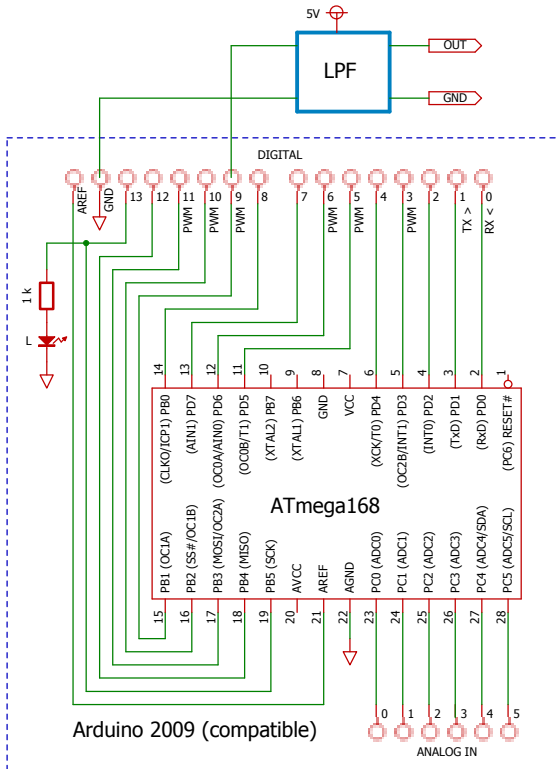 5V
LPF
OUT
GND
DIGITAL
AREF
GND
13
12
11
10
9
8
7
6
5
4
3
2
1
0
PWM
PWM
PWM
PWM
PWM
PWM
TX >
RX <
1 k
L
14
13
12
11
10
9
8
7
6
5
4
3
2
1
(CLKO/ICP1) PB0
(AIN1) PD7
(OC0A/AIN0) PD6
(OC0B/T1) PD5
(XTAL2) PB7
(XTAL1) PB6
GND
VCC
(XCK/T0) PD4
(OC2B/INT1) PD3
(INT0) PD2
(TxD) PD1
(RxD) PD0
(PC6) RESET#
ATmega168
PB1 (OC1A)
PB2 (SS#/OC1B)
PB3 (MOSI/OC2A)
PB4 (MISO)
PB5 (SCK)
AVCC
AREF
AGND
PC0 (ADC0)
PC1 (ADC1)
PC2 (ADC2)
PC3 (ADC3)
PC4 (ADC4/SDA)
PC5 (ADC5/SCL)
15
16
17
18
19
20
21
22
23
24
25
26
27
28
0
1
2
3
4
5
Arduino 2009 (compatible)
ANALOG IN